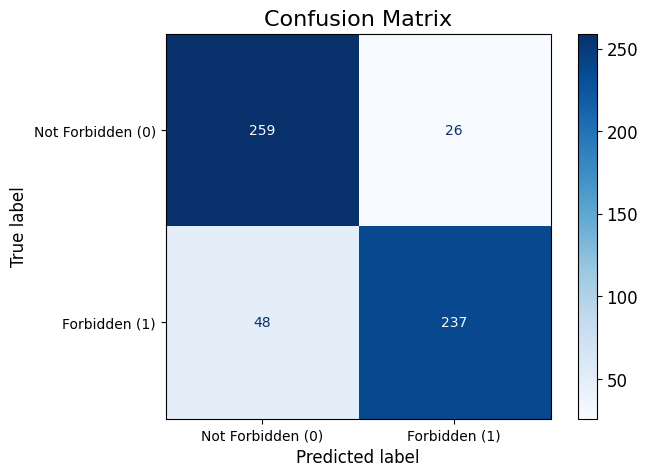 Confusion Matrix
True label
Not Forbidden (0)
259
26
Forbidden (1)
48
237
Not Forbidden (0)
Forbidden (1)
Predicted label
250
200
150
100
50